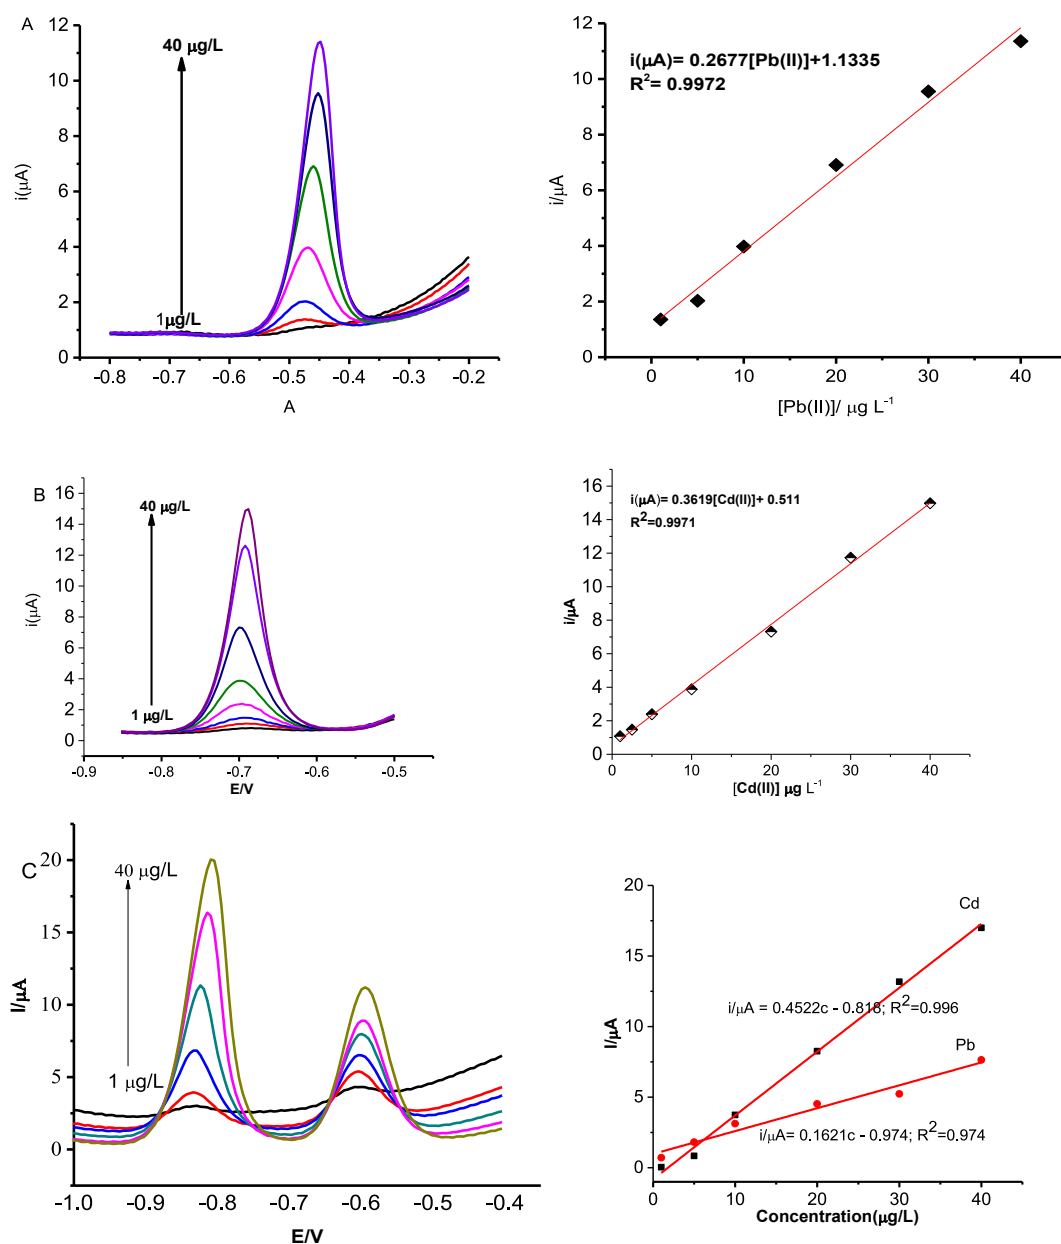 A
12
10
8
6
4
2
0
i(µA)
40 µg/L
1µg/L
-0.8 -0.7 -0.6 -0.5 -0.4 -0.3 -0.2
A
12
10
8
6
4
2
0
i/µA
i(µA)= 0.2677[Pb(II)]+1.1335
R²= 0.9972
0 10 20 30 40
[Pb(II)]/ µg L⁻¹
B
16
14
12
10
8
6
4
2
0
i(µA)
40 µg/L
1 µg/L
-0.9 -0.8 -0.7 -0.6 -0.5
E/V
16
14
12
10
8
6
4
2
0
i/µA
i(µA)= 0.3619[Cd(II)]+ 0.511
R²=0.9971
0 10 20 30 40
[Cd(II)] µg L⁻¹
C
20
15
10
5
0
I/µA
40 µg/L
1 µg/L
-1.0 -0.9 -0.8 -0.7 -0.6 -0.5 -0.4
E/V
20
15
10
5
0
I/µA
Cd
i/µA = 0.4522c - 0.818; R²=0.996
Pb
i/µA= 0.1621c - 0.974; R²=0.974
0 10 20 30 40
Concentration(µg/L)